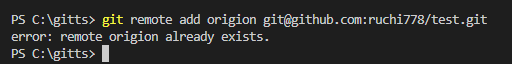 PS C:\gitts> git remote add origion git@github.com:ruchi778/test.git
error: remote origion already exists.
PS C:\gitts>